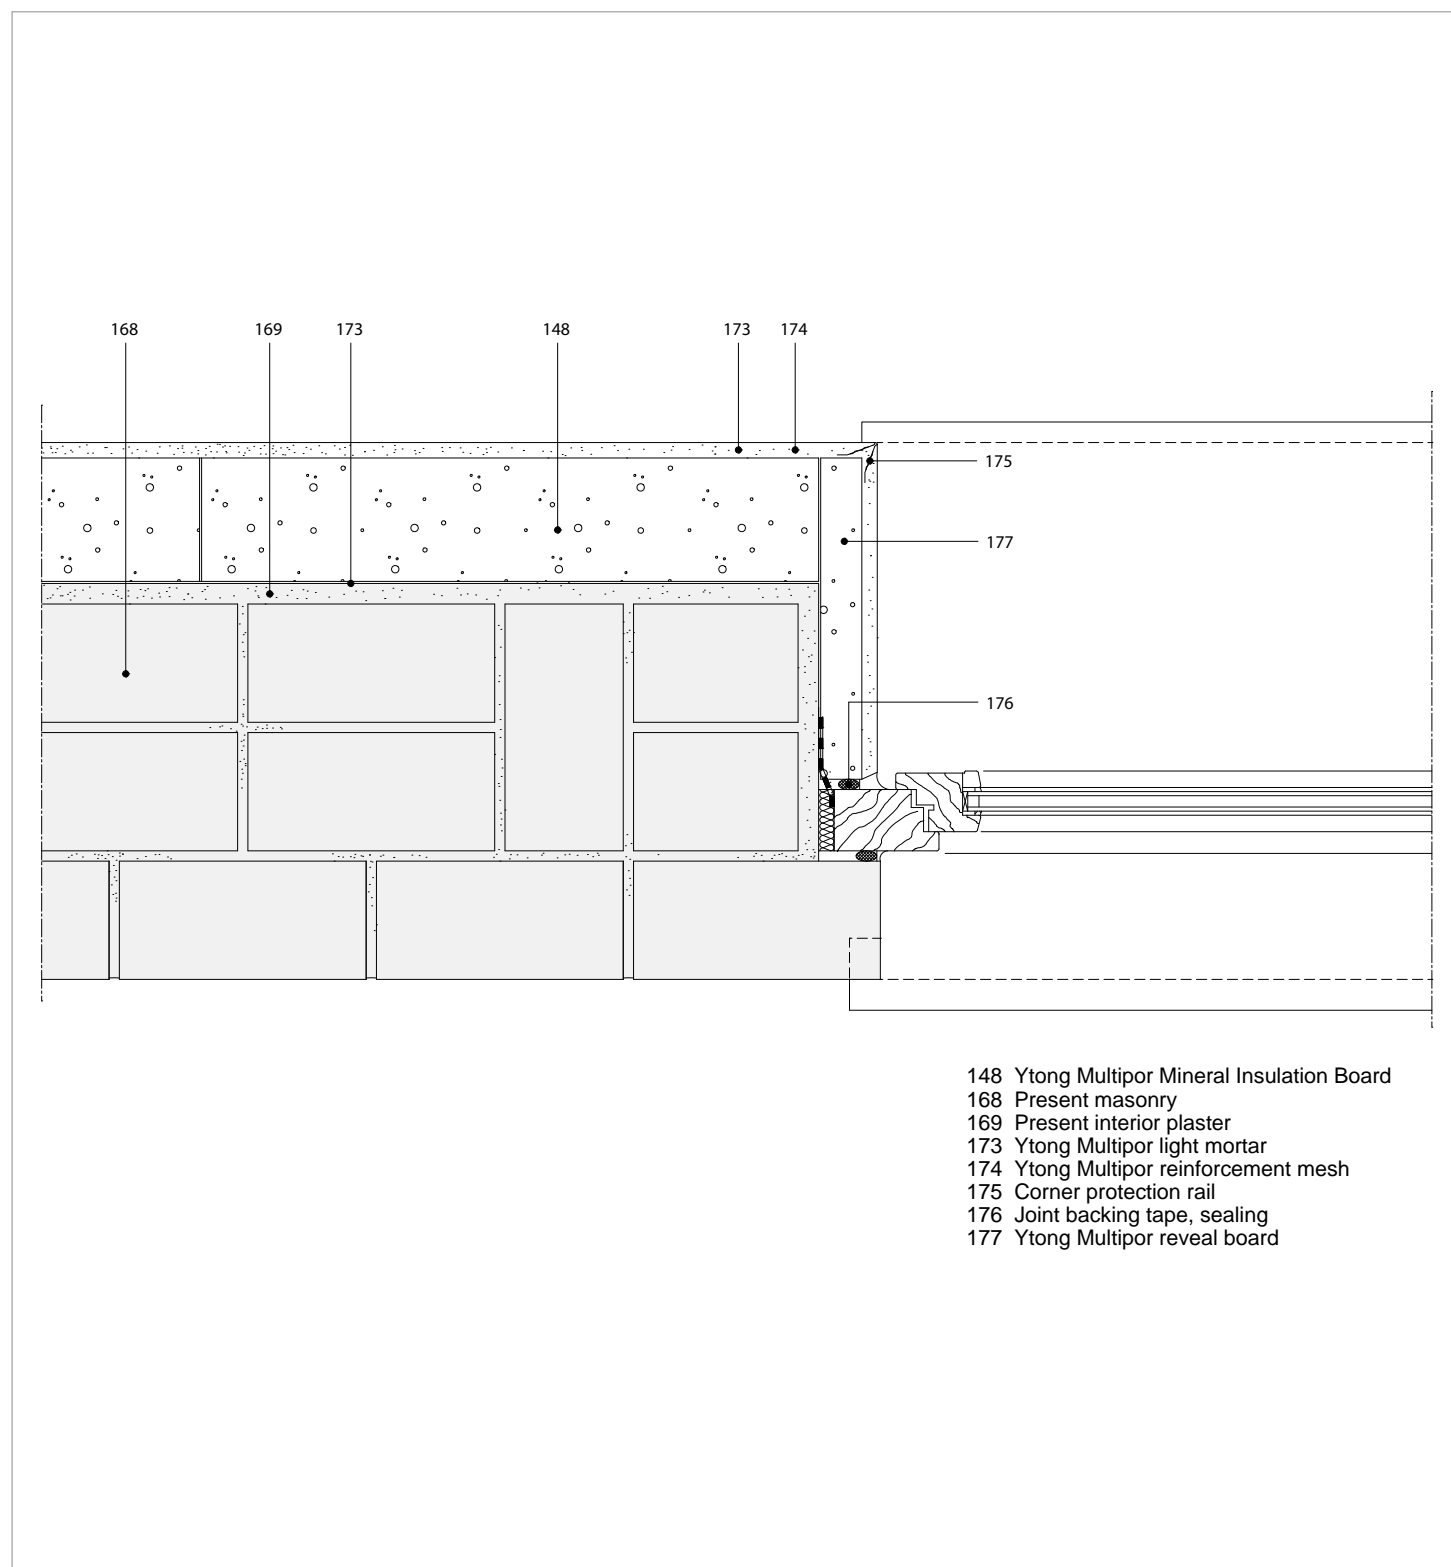 168 169 173 148 173 174
175
177
176
148 Ytong Multipor Mineral Insulation Board
168 Present masonry
169 Present interior plaster
173 Ytong Multipor light mortar
174 Ytong Multipor reinforcement mesh
175 Corner protection rail
176 Joint backing tape, sealing
177 Ytong Multipor reveal board